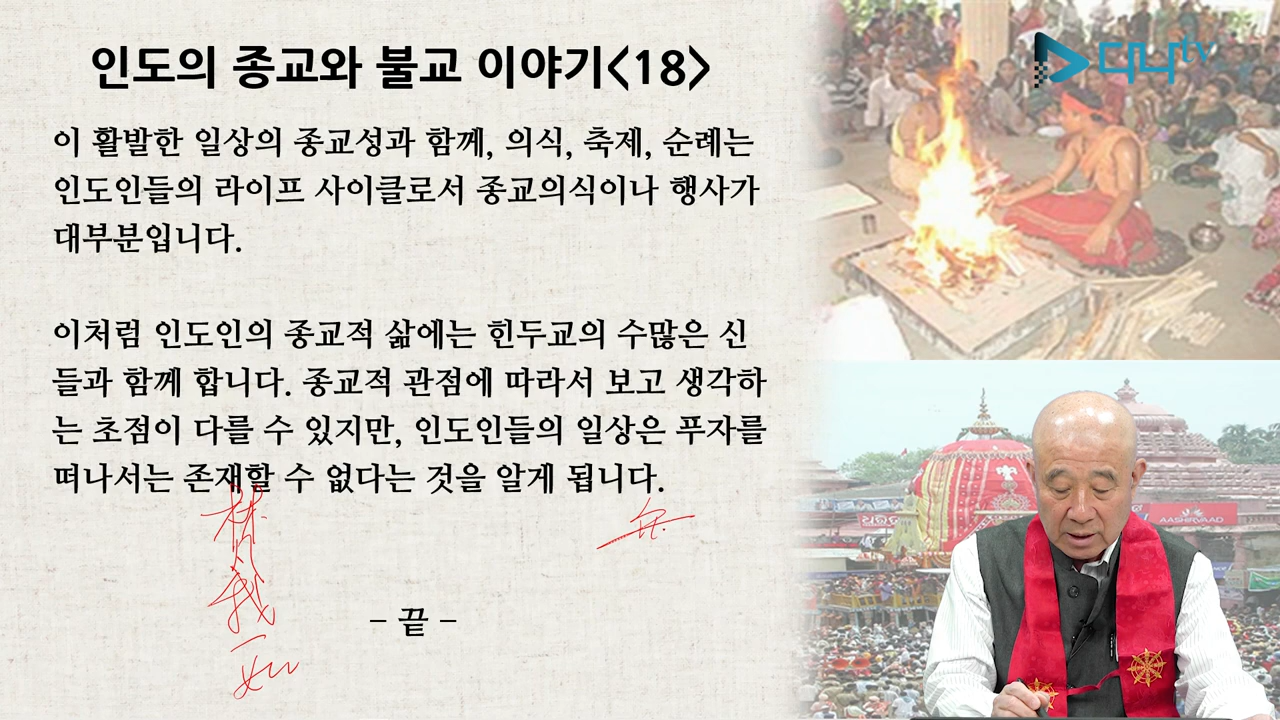 인도의 종교와 불교 이야기<18>
다나tv
이 활발한 일상의 종교성과 함께, 의식, 축제, 순례는
인도인들의 라이프 사이클로서 종교의식이나 행사가
대부분입니다.
이처럼 인도인의 종교적 삶에는 힌두교의 수많은 신
들과 함께 합니다. 종교적 관점에 따라서 보고 생각하
는 초점이 다를 수 있지만, 인도인들의 일상은 푸자를
떠나서는 존재할 수 없다는 것을 알게 됩니다.
- 끝 -
AASHIRVAAD